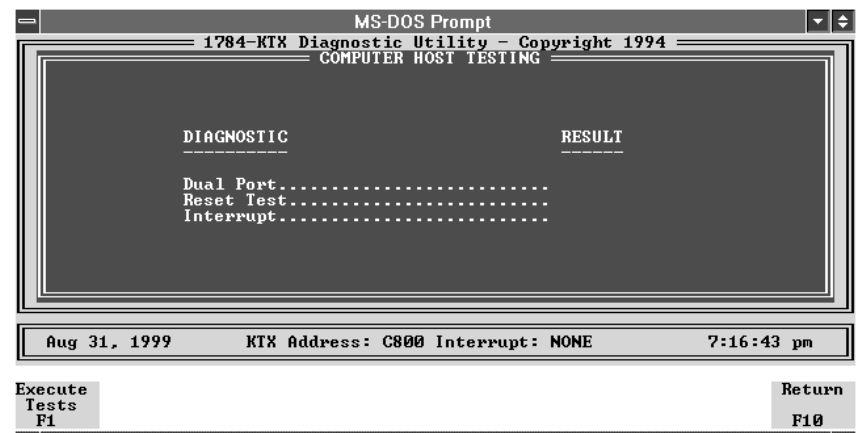 MS-DOS Prompt
1784-KTX Diagnostic Utility - Copyright 1994
COMPUTER HOST TESTING
DIAGNOSTIC RESULT
Dual Port..........................
Reset Test.........................
Interrupt..........................
Aug 31, 1999 KTX Address: C800 Interrupt: NONE 7:16:43 pm
Execute Return
Tests
F1 F10